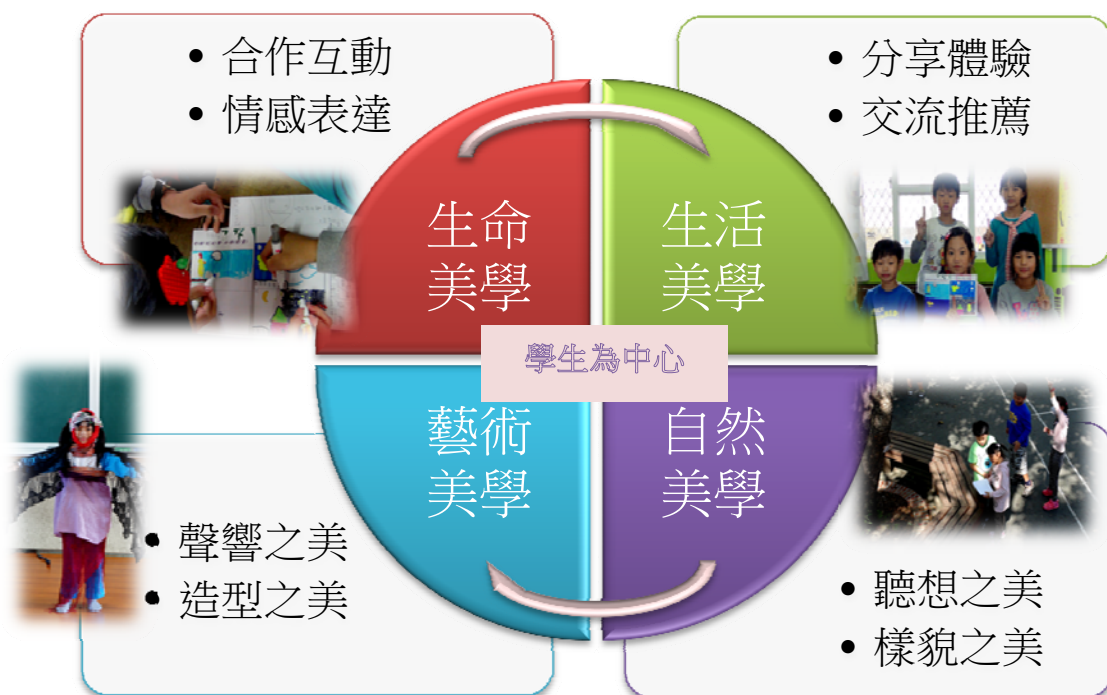 • 合作互動
• 情感表達
• 分享體驗
• 交流推薦
生命
美學
生活
美學
學生為中心
藝術
美學
自然
美學
• 聲響之美
• 造型之美
• 聽想之美
• 樣貌之美